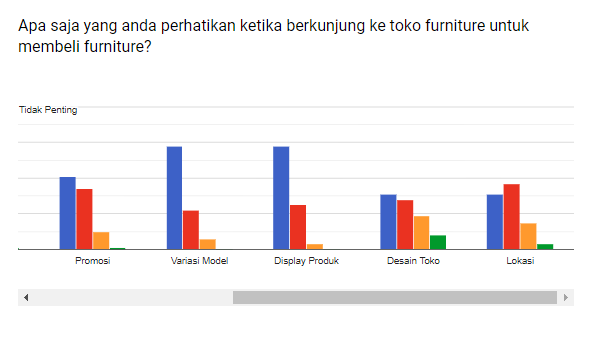 Apa saja yang anda perhatikan ketika berkunjung ke toko furniture untuk
membeli furniture?
Tidak Penting
Promosi Variasi Model Display Produk Desain Toko Lokasi